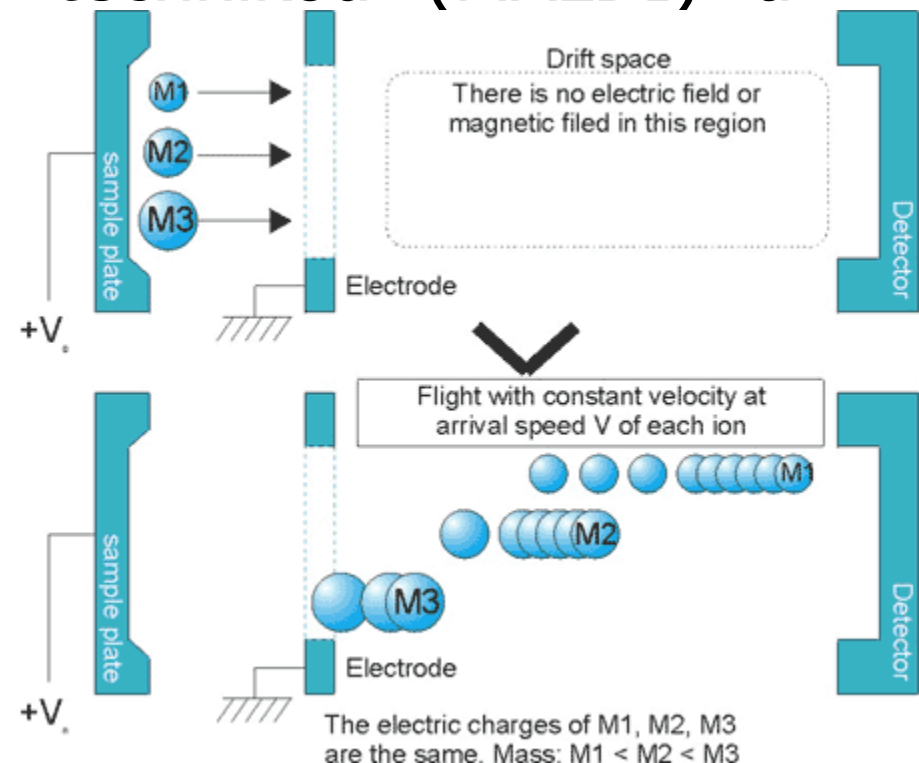 Drift space
There is no electric field or
magnetic filed in this region
M1
M2
M3
sample plate
Detector
Electrode
+V
Flight with constant velocity at
arrival speed V of each ion
M1
M2
M3
sample plate
Detector
Electrode
+V
The electric charges of M1, M2, M3
are the same. Mass: M1 < M2 < M3